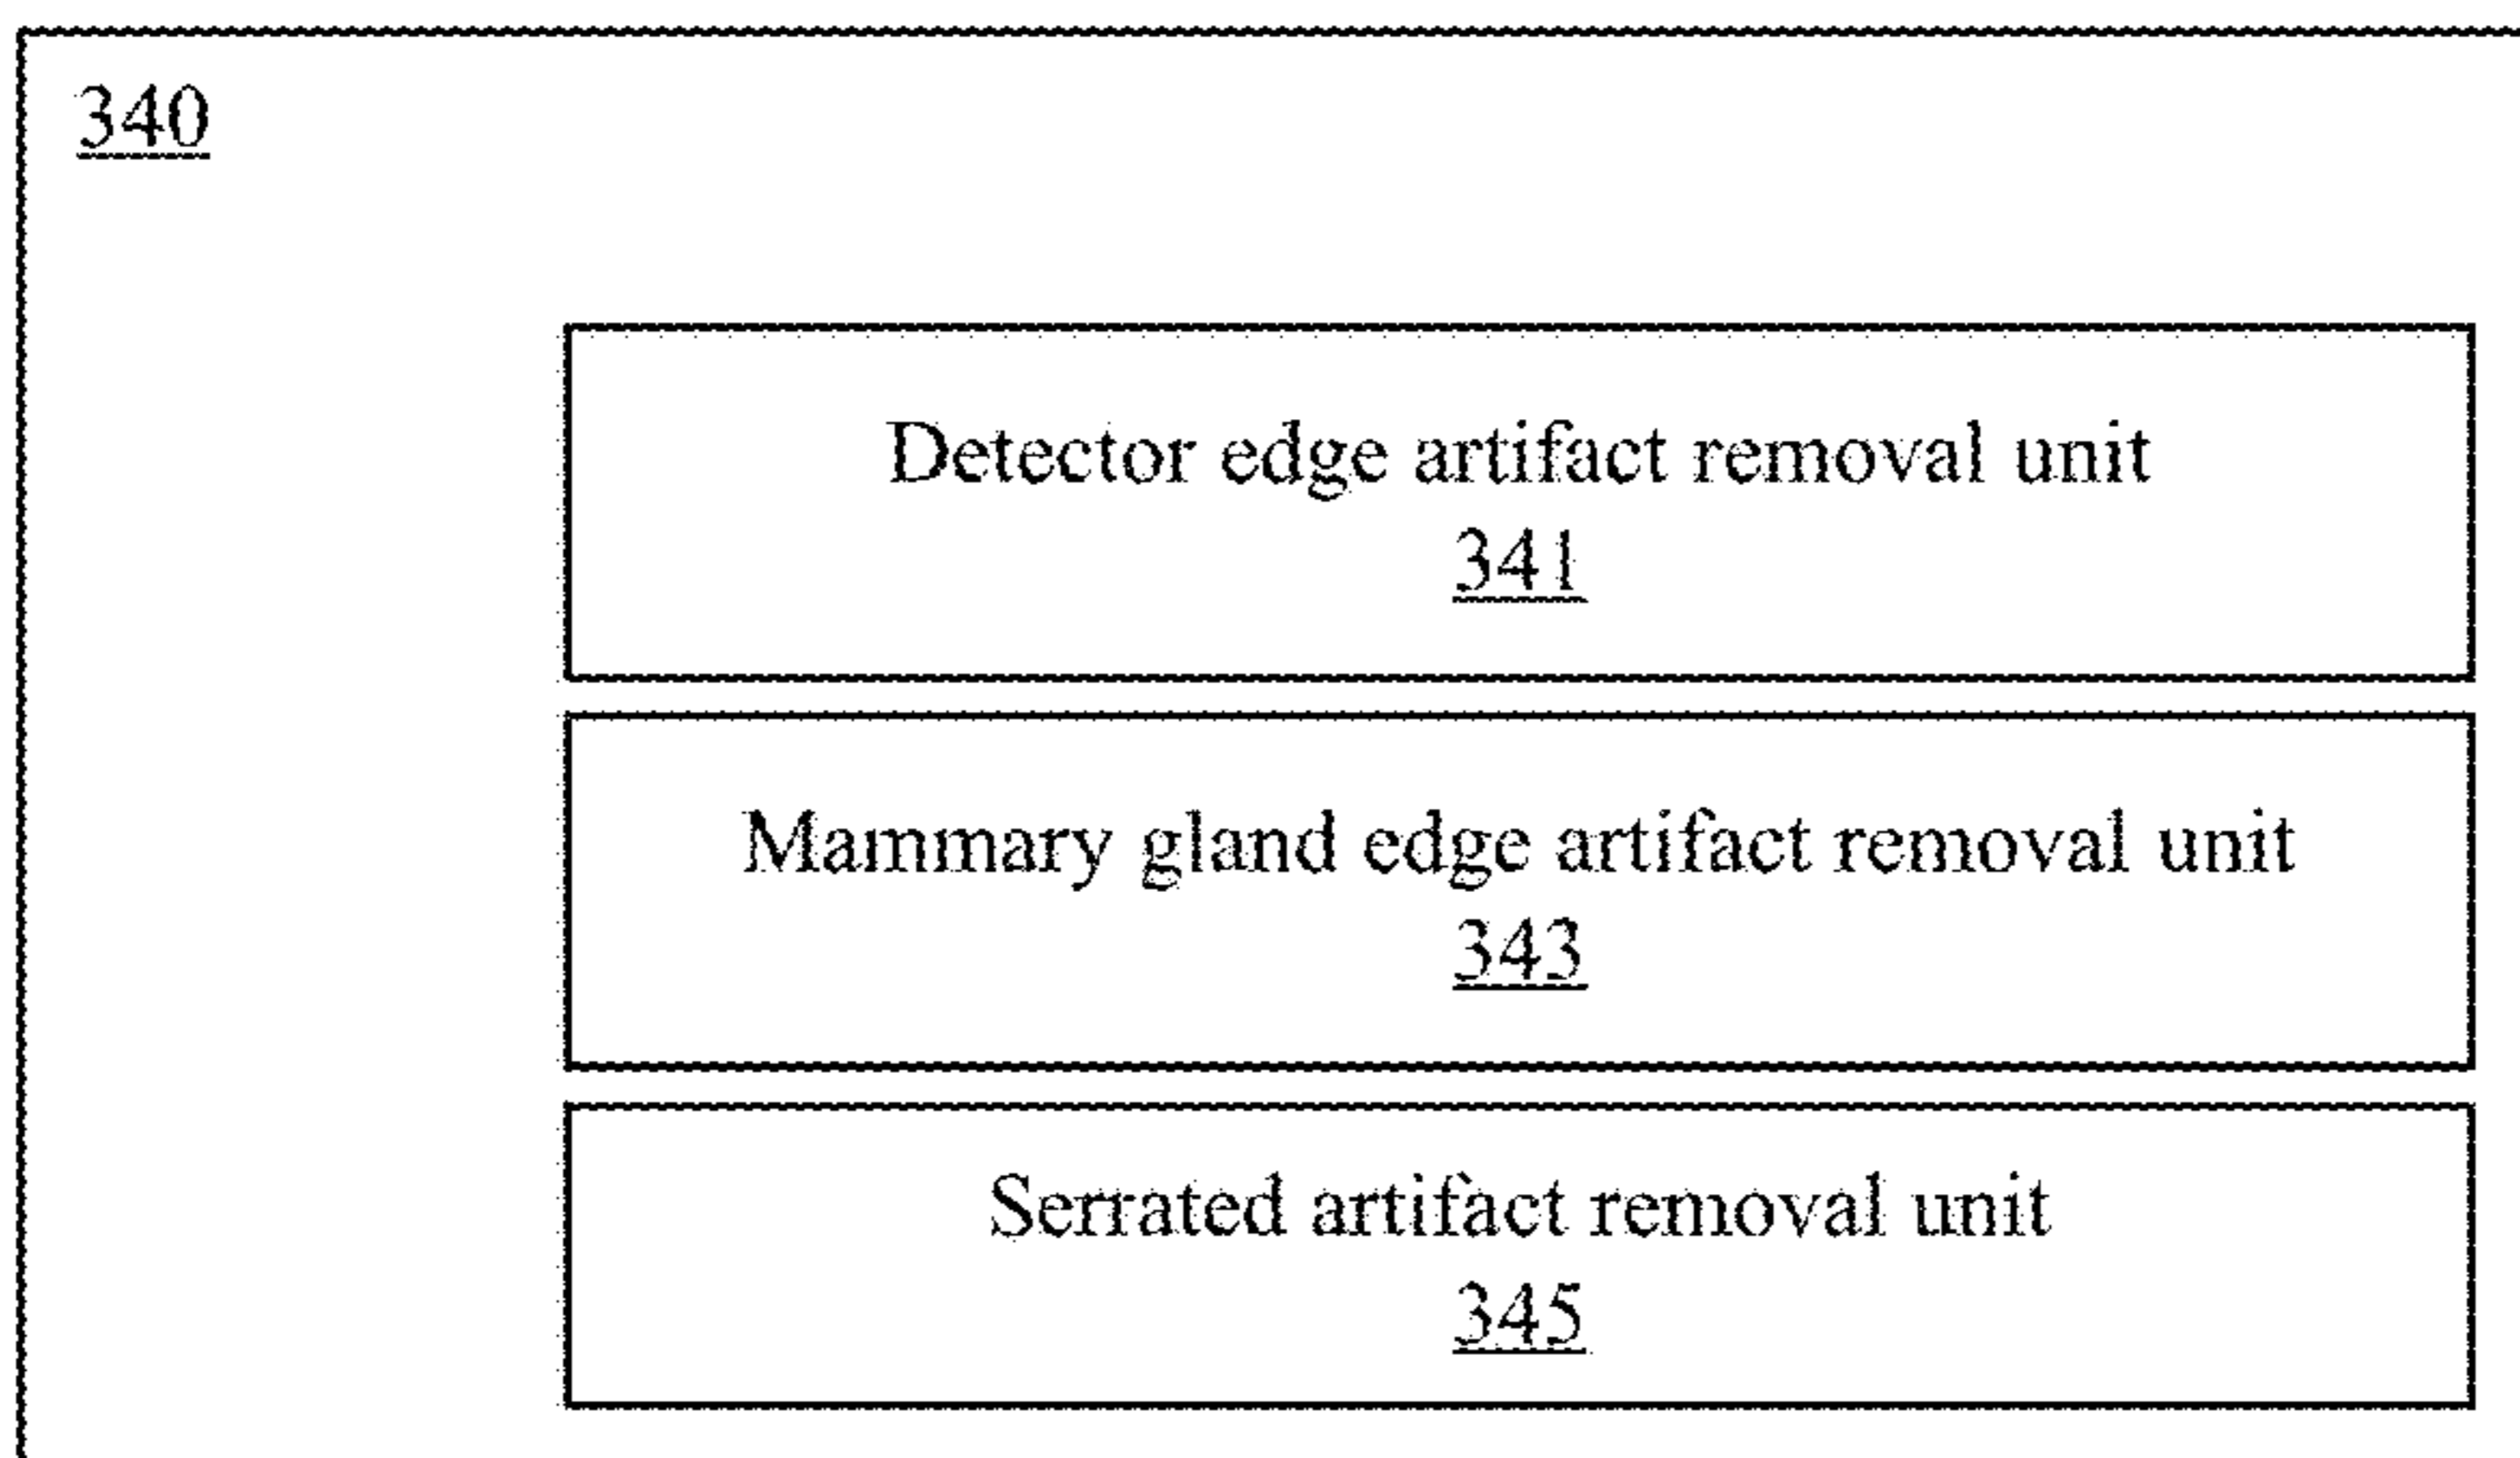 340
Detector edge artifact removal unit
341
Mammary gland edge artifact removal unit
343
Serrated artifact removal unit
345